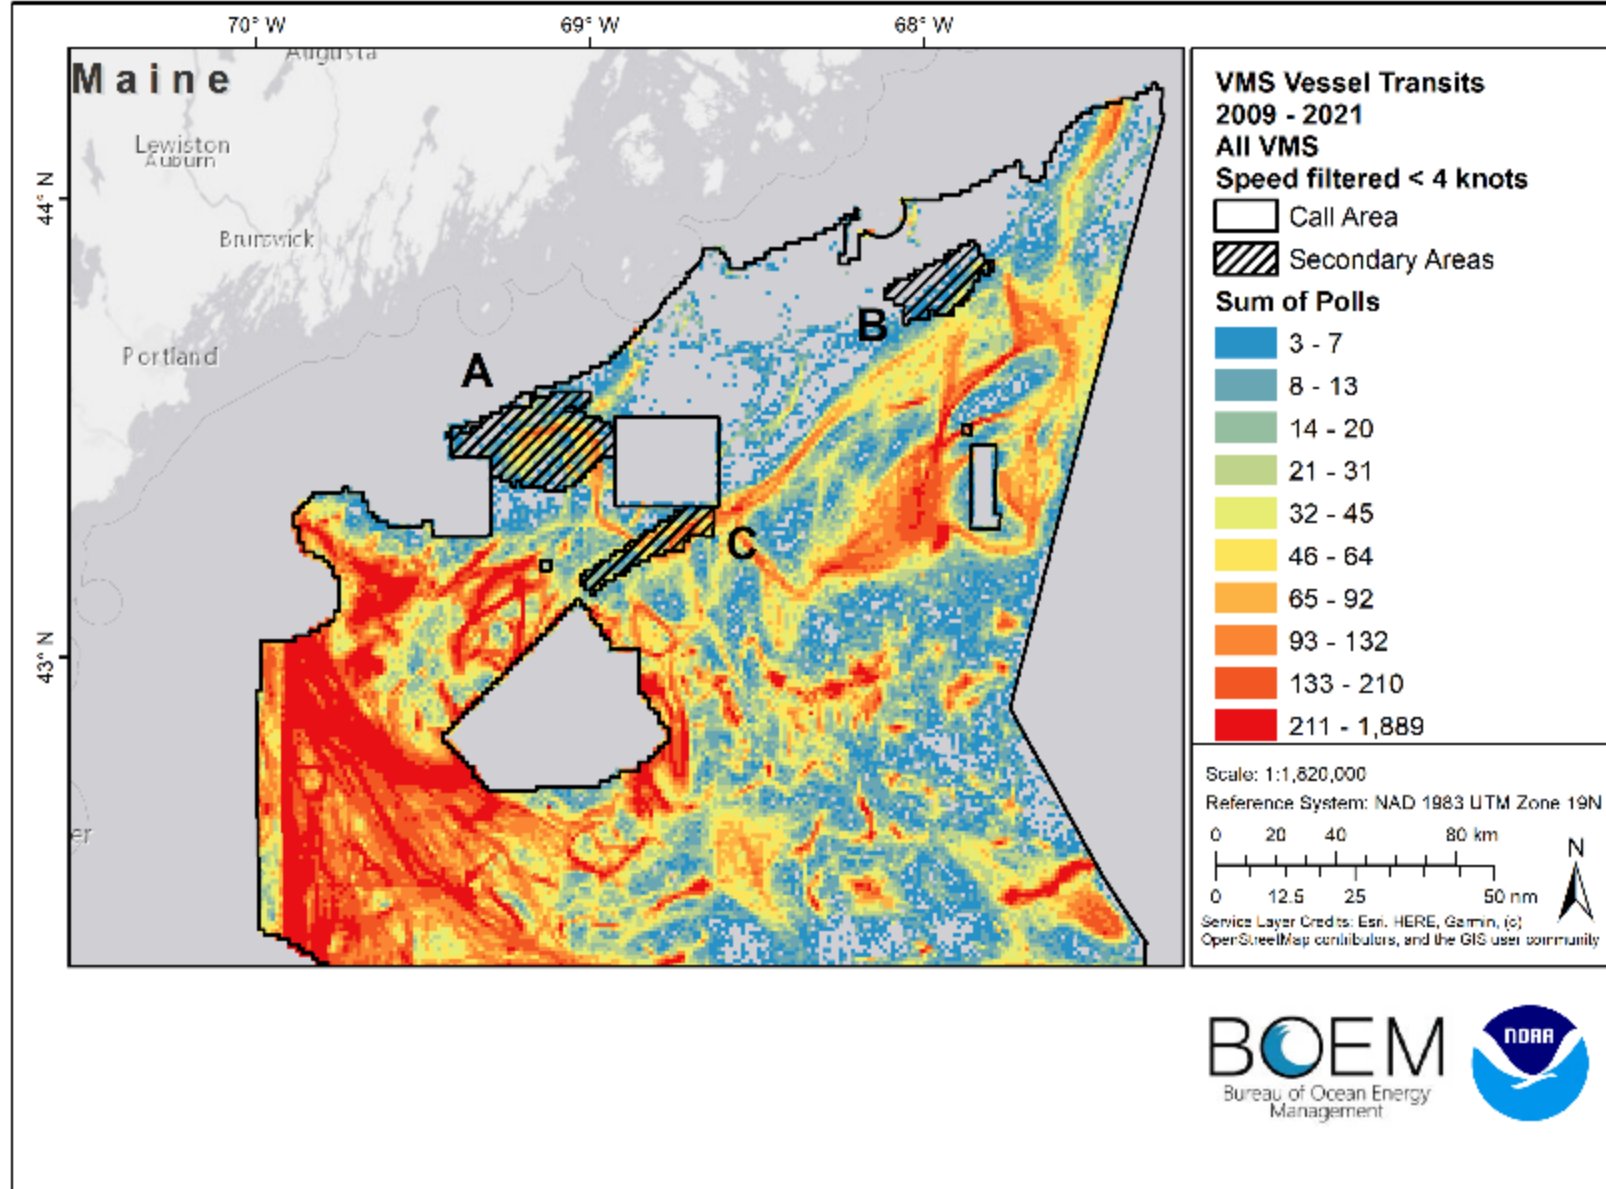 70° W
69° W
68° W
Augusta
Maine
Lewiston
Auburn
44° N
Brunswick
B
Portland
A
C
43° N
er
VMS Vessel Transits
2009 - 2021
All VMS
Speed filtered < 4 knots
Call Area
Secondary Areas
Sum of Polls
3 - 7
8 - 13
14 - 20
21 - 31
32 - 45
46 - 64
65 - 92
93 - 132
133 - 210
211 - 1,889
Scale: 1:1,820,000
Reference System: NAD 1983 UTM Zone 19N
0 20 40 80 km
N
0 12.5 25 50 nm
Service Layer Credits: Esri, HERE, Garmin, (c)
OpenStreetMap contributors, and the GIS user community
BOEM
Bureau of Ocean Energy
Management
NOAA